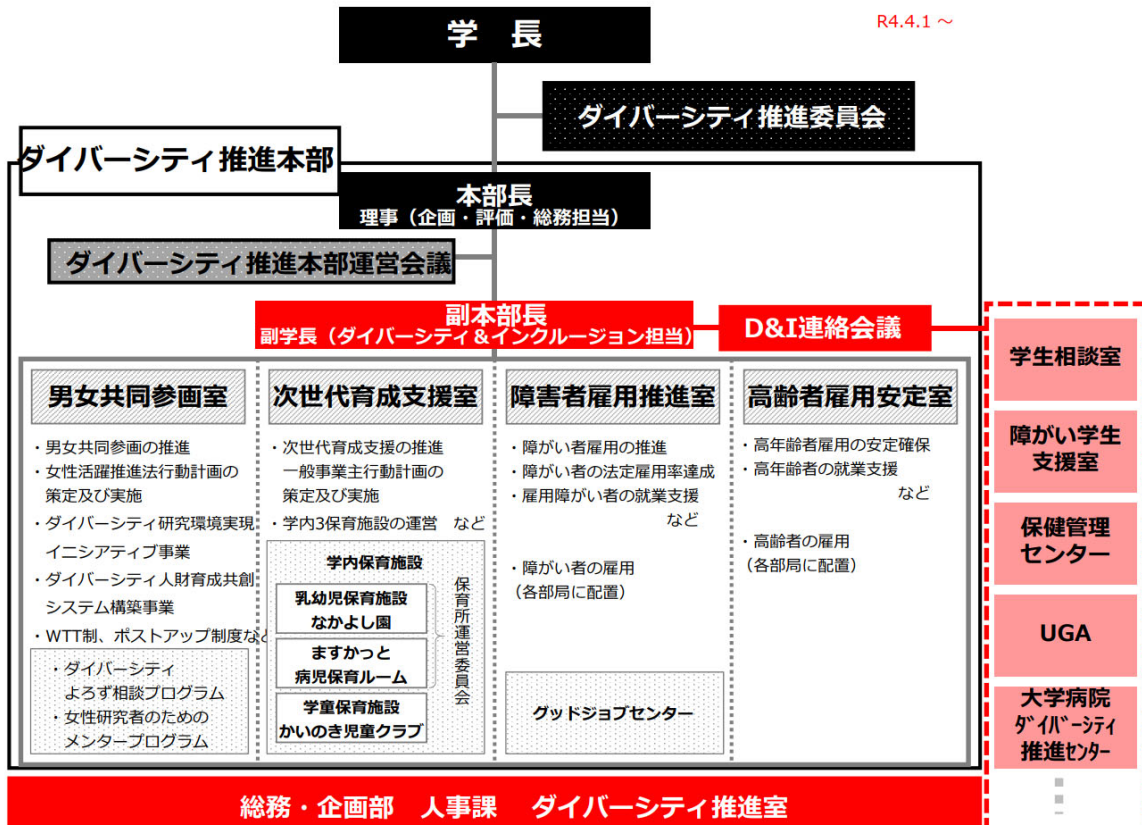 学 長
R4.4.1 ～
ダイバーシティ推進委員会
ダイバーシティ推進本部
本部長
理事（企画・評価・総務担当）
ダイバーシティ推進本部運営会議
副本部長
副学長（ダイバーシティ＆インクルージョン担当）
D&I連絡会議
男女共同参画室
・男女共同参画の推進
・女性活躍推進法行動計画の
策定及び実施
・ダイバーシティ研究環境実現
イニシアティブ事業
・ダイバーシティ人財育成共創
システム構築事業
・WTT制、ポストアップ制度など
・ダイバーシティ
よろず相談プログラム
・女性研究者のための
メンタープログラム
次世代育成支援室
・次世代育成支援の推進
一般事業主行動計画の
策定及び実施
・学内3保育施設の運営 など
学内保育施設
乳幼児保育施設
なかよし園
ますかっと
病児保育ルーム
学童保育施設
かいのき児童クラブ
保育所運営委員会
障害者雇用推進室
・障がい者雇用の推進
・障がい者の法定雇用率達成
・雇用障がい者の就業支援
など
・障がい者の雇用
（各部局に配置）
グッドジョブセンター
高齢者雇用安定室
・高年齢者雇用の安定確保
・高年齢者の就業支援
など
・高齢者の雇用
（各部局に配置）
学生相談室
障がい学生
支援室
保健管理
センター
UGA
大学病院
ﾀﾞｲﾊﾞｰｼﾃｨ
推進ｾﾝﾀｰ
総務・企画部 人事課 ダイバーシティ推進室